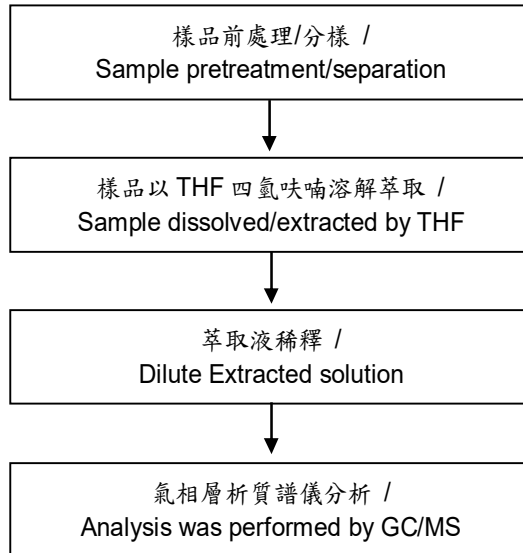 樣品前處理/分樣 /
Sample pretreatment/separation
樣品以 THF 四氫呋喃溶解萃取 /
Sample dissolved/extracted by THF
萃取液稀釋 /
Dilute Extracted solution
氣相層析質譜儀分析 /
Analysis was performed by GC/MS